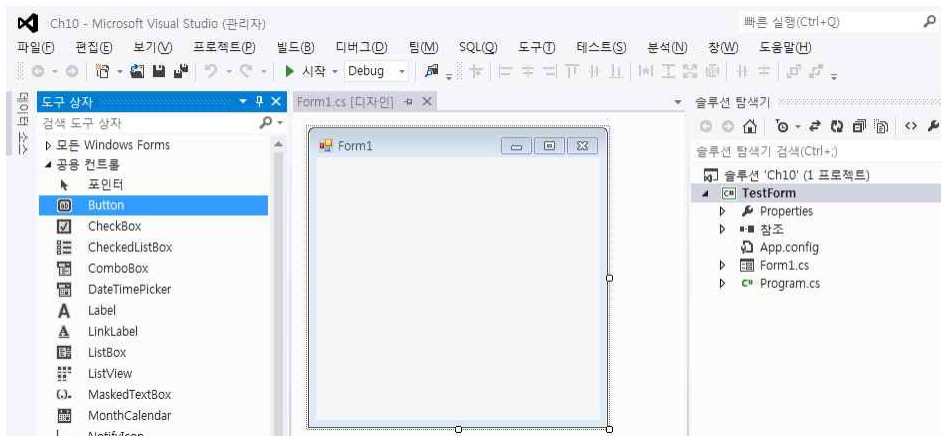 Ch10 - Microsoft Visual Studio (관리자)
빠른 실행(Ctrl+Q)
파일(F) 편집(E) 보기(V) 프로젝트(P) 빌드(B) 디버그(D) 팀(M) SQL(Q) 도구(T) 테스트(S) 분석(N) 창(W) 도움말(H)
시작 Debug
데이터 소스
도구 상자
검색 도구 상자
모든 Windows Forms
공용 컨트롤
포인터
Button
CheckBox
CheckedListBox
ComboBox
DateTimePicker
Label
LinkLabel
ListBox
ListView
MaskedTextBox
MonthCalendar
NotifyIcon
Form1.cs [디자인]
Form1
솔루션 탐색기
솔루션 탐색기 검색(Ctrl+;)
솔루션 'Ch10' (1 프로젝트)
C# TestForm
Properties
참조
App.config
Form1.cs
C# Program.cs